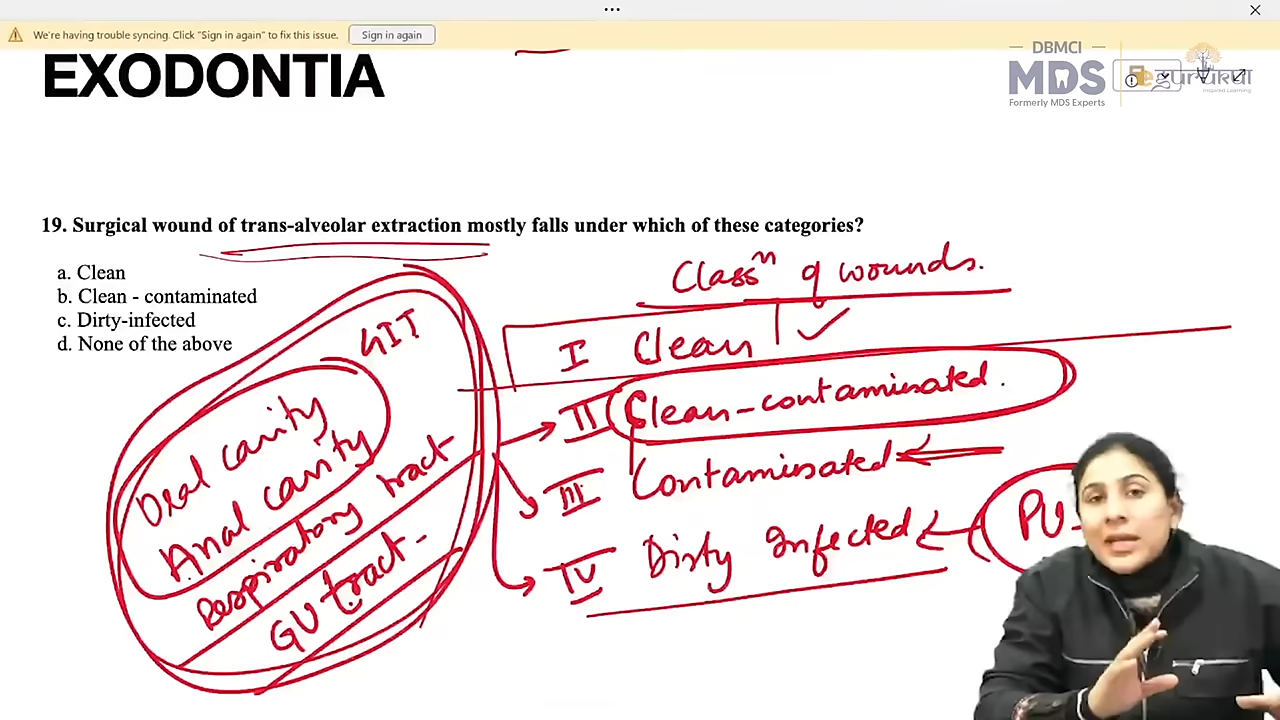 We're having trouble syncing. Click "Sign in again" to fix this issue.
Sign in again
EXODONTIA
DBMCI
MDS
Formerly MDS Experts
eगुरुकुल
Inspired Learning
19. Surgical wound of trans-alveolar extraction mostly falls under which of these categories?
a. Clean
b. Clean - contaminated
c. Dirty-infected
d. None of the above
Classⁿ of wounds.
I Clean
II Clean-contaminated.
III Contaminated
IV Dirty Infected
PU
GIT
Oral cavity
Anal cavity
Respiratory tract
GU tract